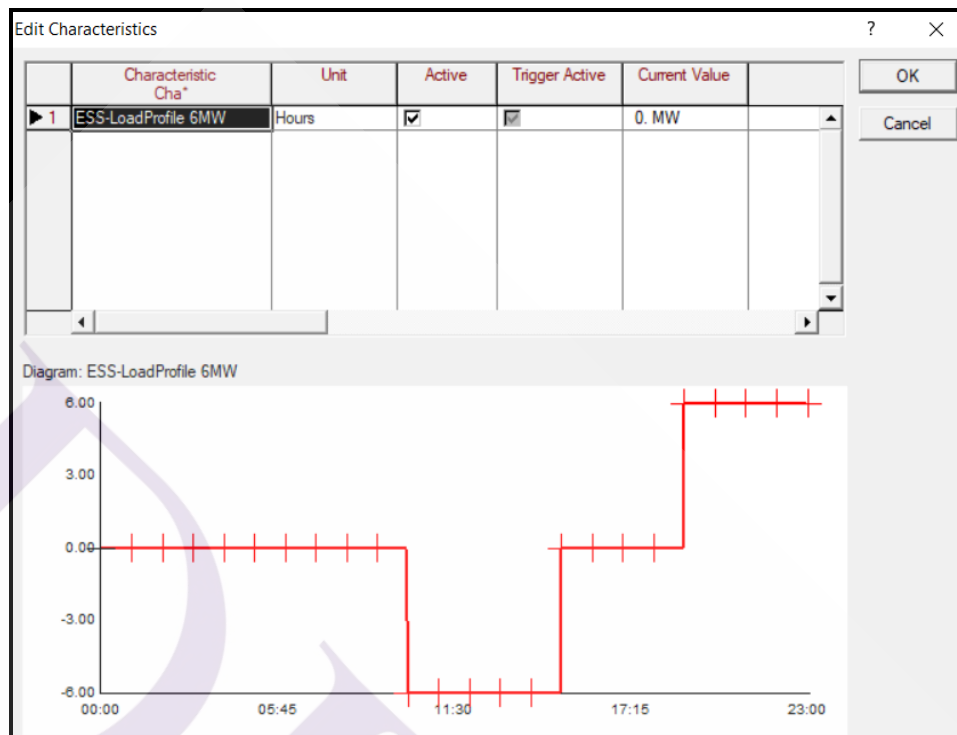 Edit Characteristics ? ×
Characteristic Unit Active Trigger Active Current Value
Cha*
1 ESS-LoadProfile 6MW Hours 0. MW
OK
Cancel
Diagram: ESS-LoadProfile 6MW
6.00
3.00
0.00
-3.00
-6.00
00:00 05:45 11:30 17:15 23:00